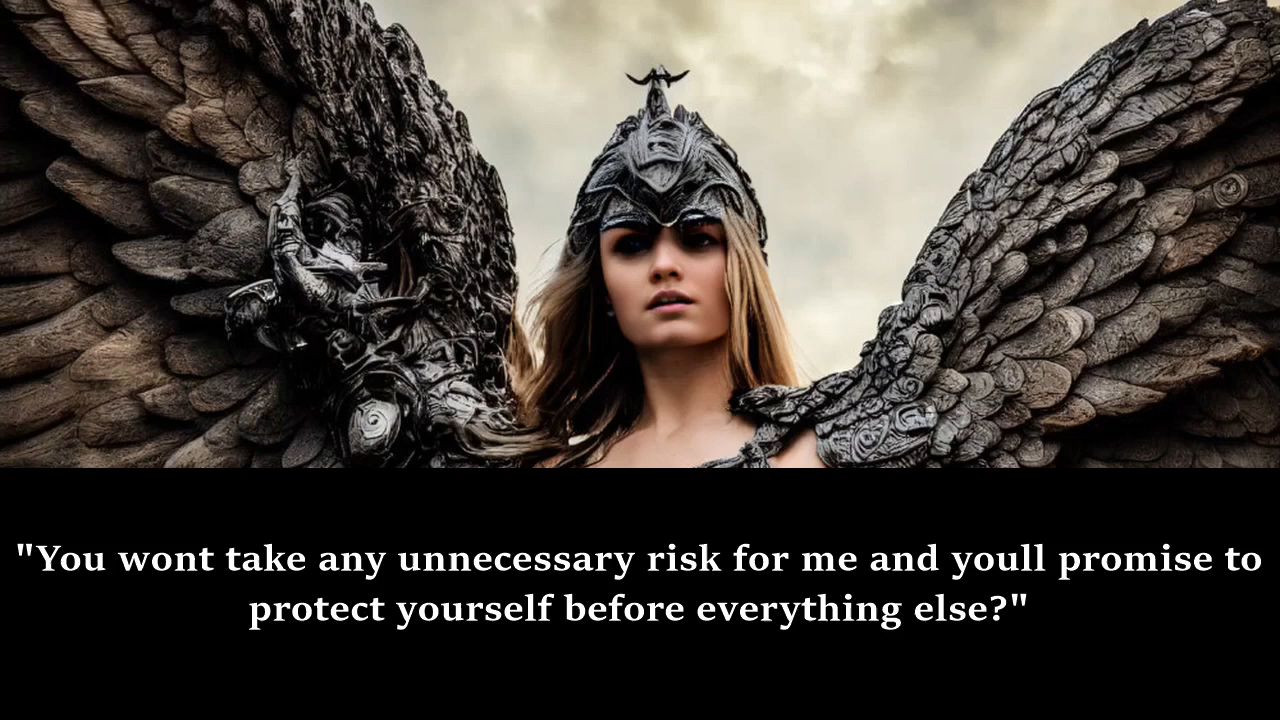 "You wont take any unnecessary risk for me and youll promise to
protect yourself before everything else?"